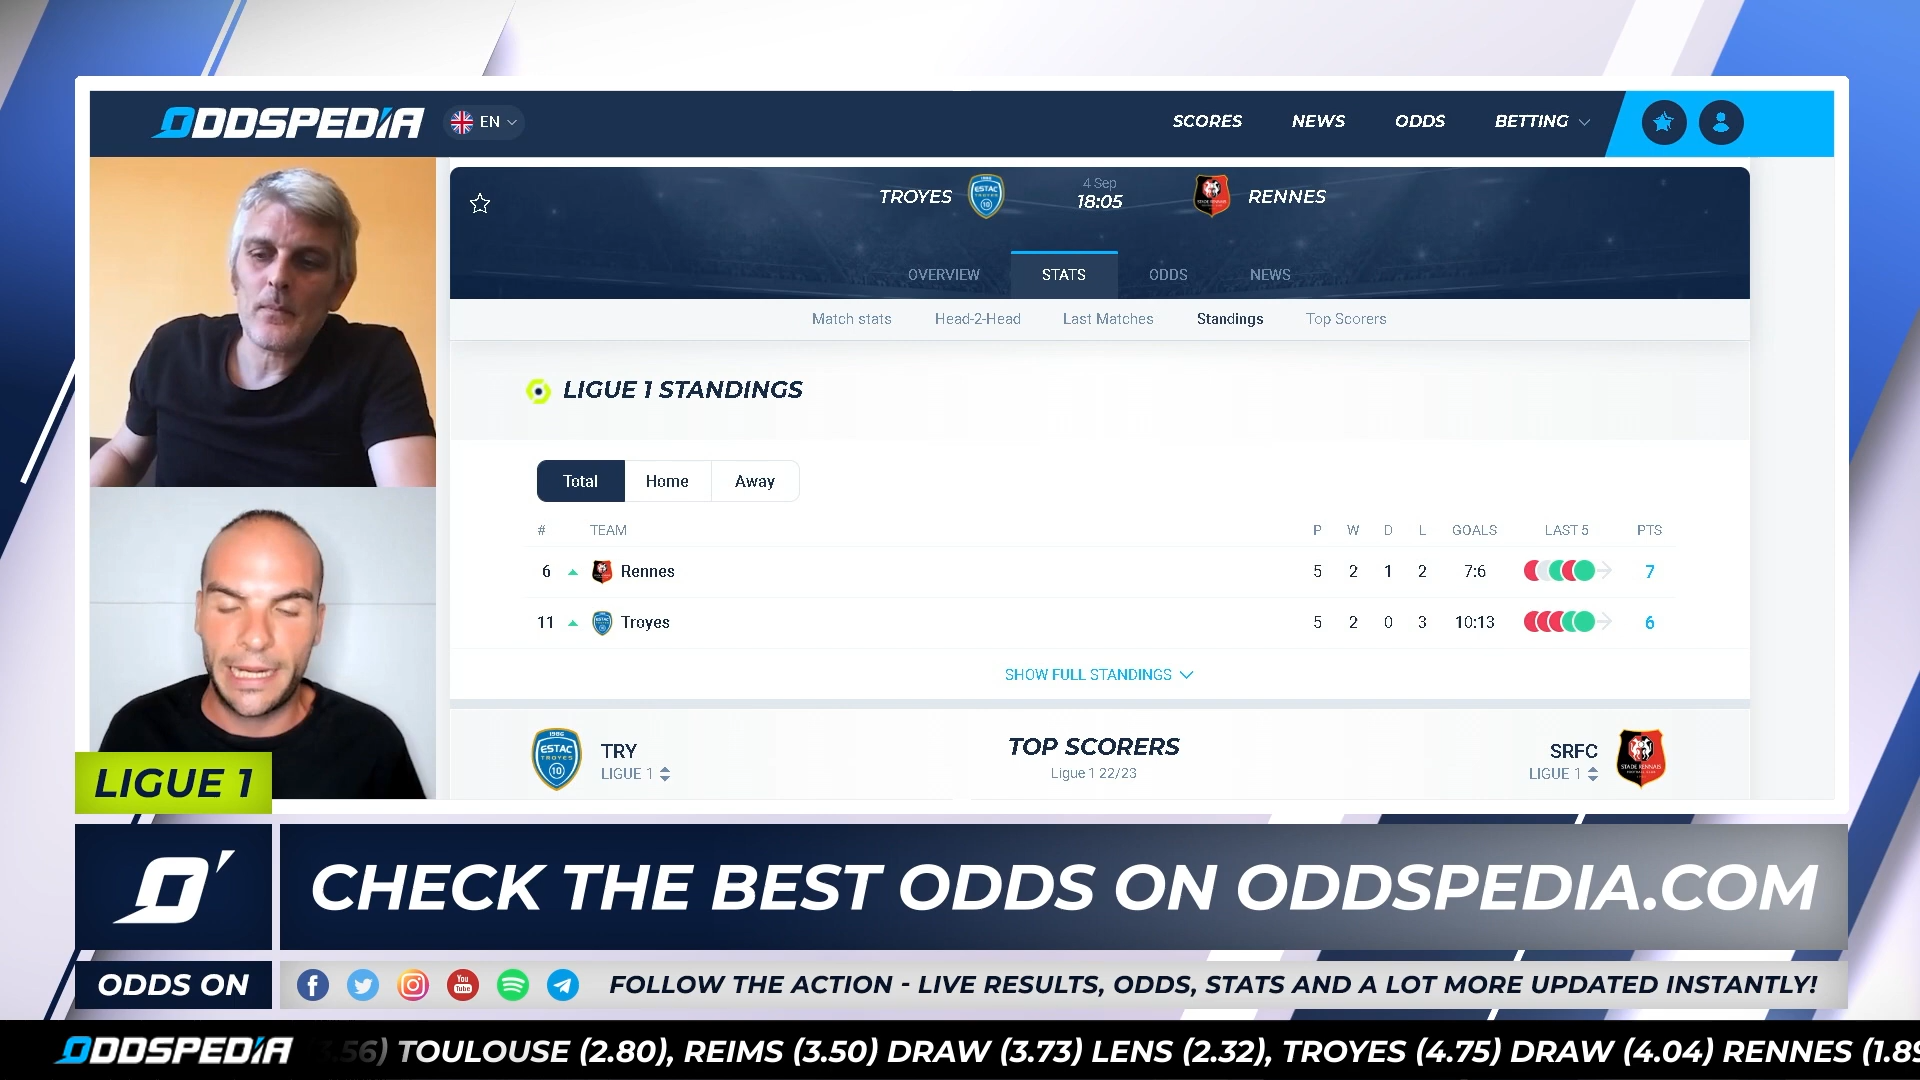 ODDSPEDIA EN SCORES NEWS ODDS BETTING
TROYES 4 Sep 18:05 RENNES
OVERVIEW STATS ODDS NEWS
Match stats Head-2-Head Last Matches Standings Top Scorers
LIGUE 1 STANDINGS
Total Home Away
# TEAM P W D L GOALS LAST 5 PTS
6 Rennes 5 2 1 2 7:6 7
11 Troyes 5 2 0 3 10:13 6
SHOW FULL STANDINGS
TRY TOP SCORERS SRFC
LIGUE 1 Ligue 1 22/23 LIGUE 1
LIGUE 1
CHECK THE BEST ODDS ON ODDSPEDIA.COM
ODDS ON FOLLOW THE ACTION - LIVE RESULTS, ODDS, STATS AND A LOT MORE UPDATED INSTANTLY!
ODDSPEDIA 3.56) TOULOUSE (2.80), REIMS (3.50) DRAW (3.73) LENS (2.32), TROYES (4.75) DRAW (4.04) RENNES (1.89